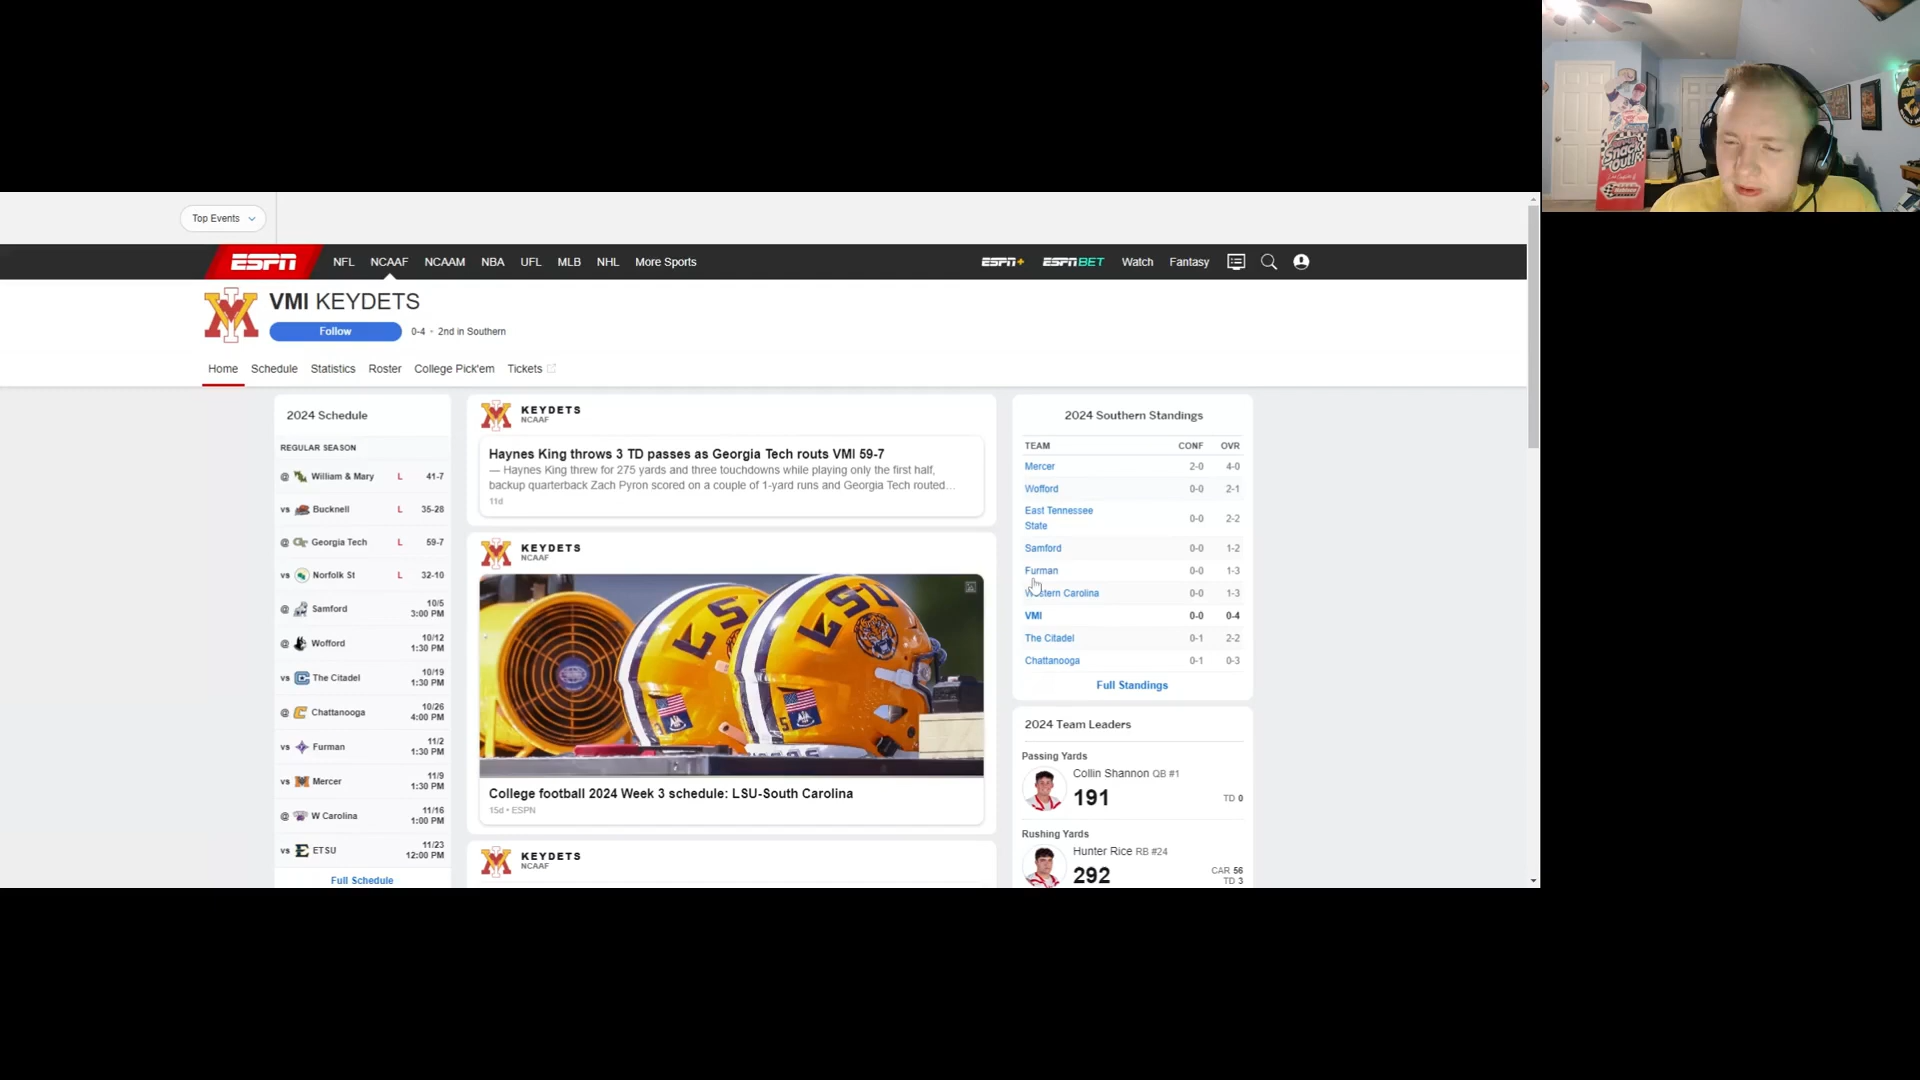 Top Events
ESPN NFL NCAAF NCAAM NBA UFL MLB NHL More Sports ESPN+ ESPN BET Watch Fantasy
VMI KEYDETS
Follow 0-4 - 2nd in Southern
Home Schedule Statistics Roster College Pick'em Tickets
2024 Schedule
REGULAR SEASON
@ William & Mary L 41-7
vs Bucknell L 35-28
@ Georgia Tech L 59-7
vs Norfolk St L 32-10
@ Samford 10/5 3:00 PM
@ Wofford 10/12 1:30 PM
vs The Citadel 10/19 1:30 PM
@ Chattanooga 10/26 4:00 PM
vs Furman 11/2 1:30 PM
vs Mercer 11/9 1:30 PM
@ W Carolina 11/16 1:00 PM
vs ETSU 11/23 12:00 PM
Full Schedule
KEYDETS
NCAAF
Haynes King throws 3 TD passes as Georgia Tech routs VMI 59-7
— Haynes King threw for 275 yards and three touchdowns while playing only the first half,
backup quarterback Zach Pyron scored on a couple of 1-yard runs and Georgia Tech routed…
11d
KEYDETS
NCAAF
LSU LSU
College football 2024 Week 3 schedule: LSU-South Carolina
15d • ESPN
KEYDETS
NCAAF
2024 Southern Standings
TEAM CONF OVR
Mercer 2-0 4-0
Wofford 0-0 2-1
East Tennessee
State 0-0 2-2
Samford 0-0 1-2
Furman 0-0 1-3
Western Carolina 0-0 1-3
VMI 0-0 0-4
The Citadel 0-1 2-2
Chattanooga 0-1 0-3
Full Standings
2024 Team Leaders
Passing Yards
Collin Shannon QB #1
191 TD 0
Rushing Yards
Hunter Rice RB #24
292 CAR 56
TD 3
Snack
Out!